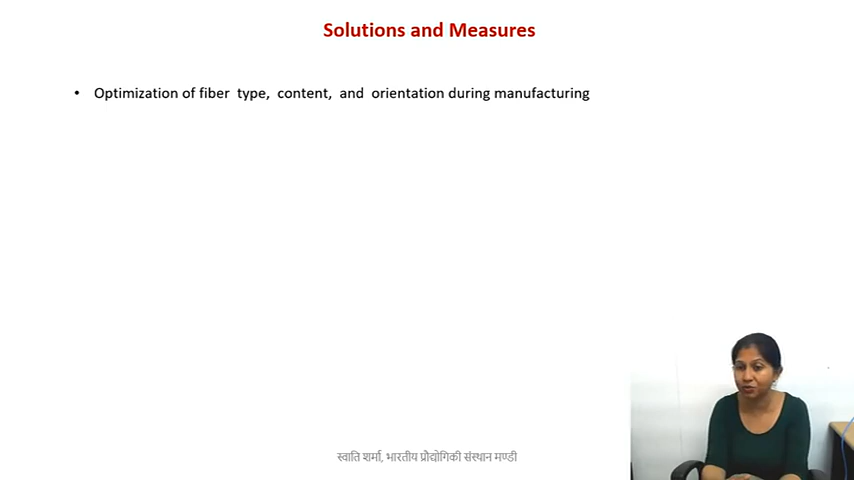 Solutions and Measures
• Optimization of fiber type, content, and orientation during manufacturing
स्वाति शर्मा, भारतीय प्रौद्योगिकी संस्थान मण्डी